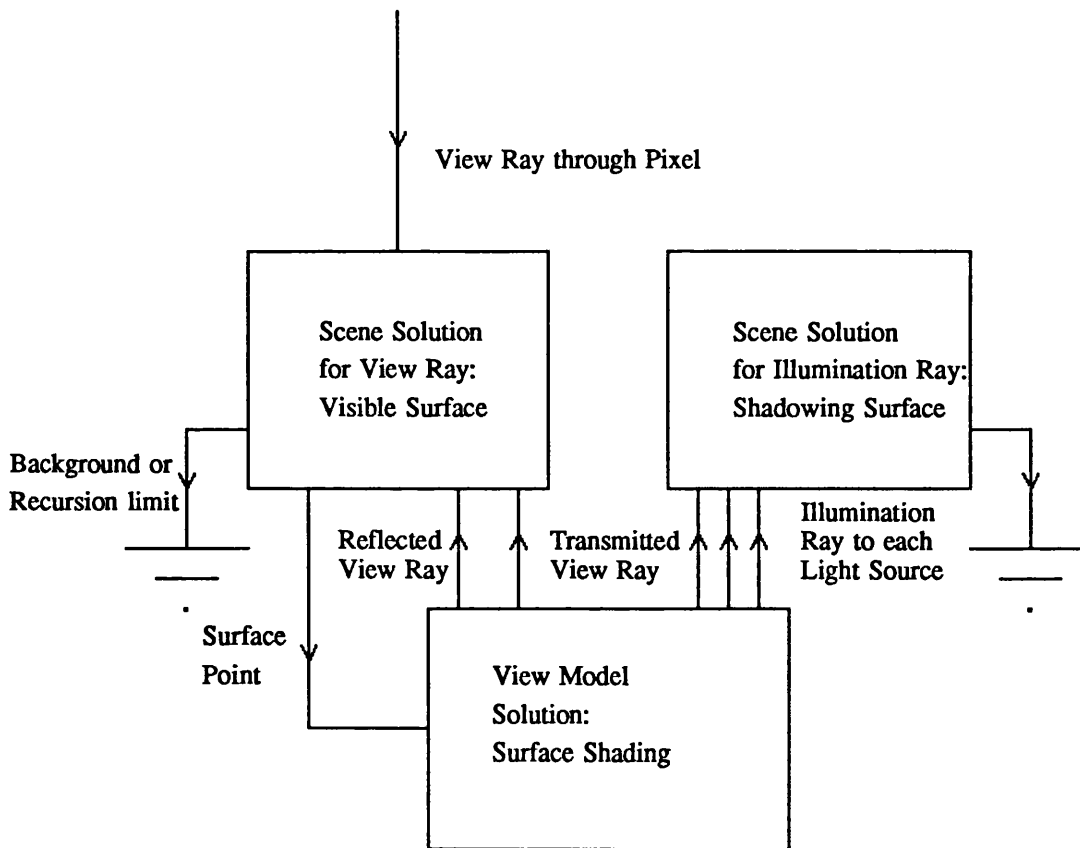 View Ray through Pixel
Scene Solution
for View Ray:
Visible Surface
Scene Solution
for Illumination Ray:
Shadowing Surface
Background or
Recursion limit
Reflected
View Ray
Transmitted
View Ray
Illumination
Ray to each
Light Source
Surface
Point
View Model
Solution:
Surface Shading